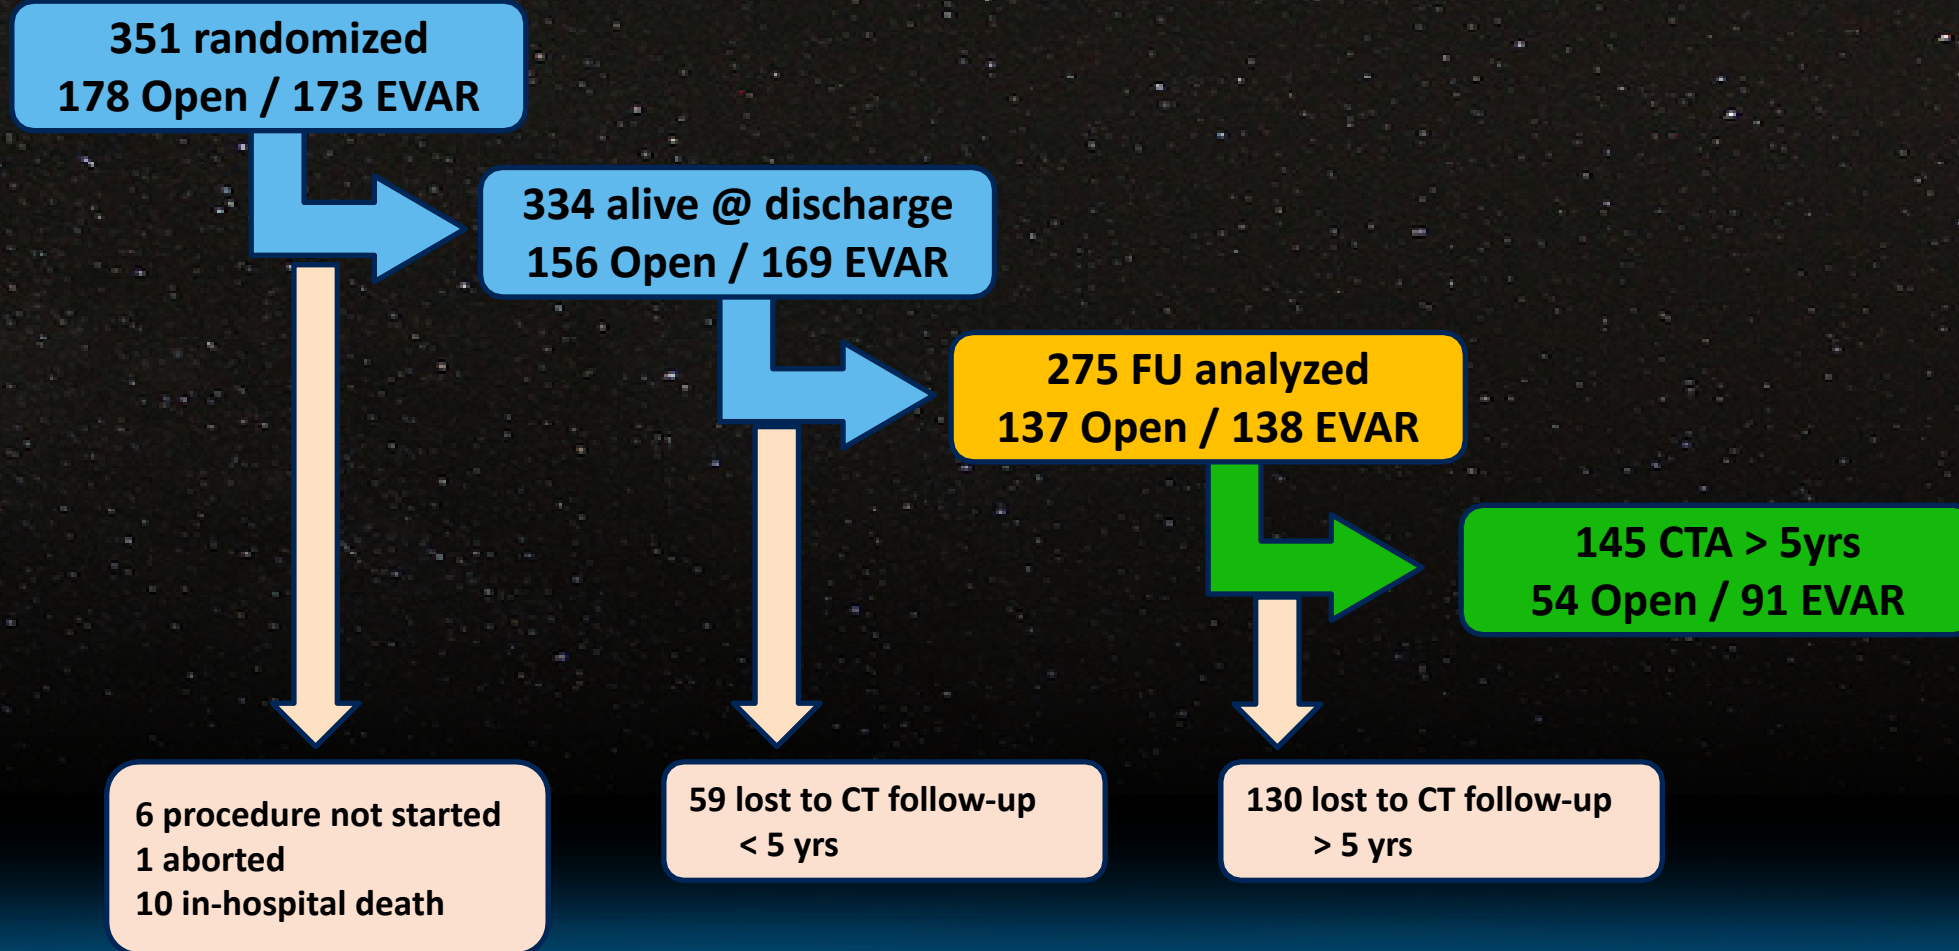 351 randomized
178 Open / 173 EVAR
334 alive @ discharge
156 Open / 169 EVAR
275 FU analyzed
137 Open / 138 EVAR
145 CTA > 5yrs
54 Open / 91 EVAR
6 procedure not started
1 aborted
10 in-hospital death
59 lost to CT follow-up
< 5 yrs
130 lost to CT follow-up
> 5 yrs